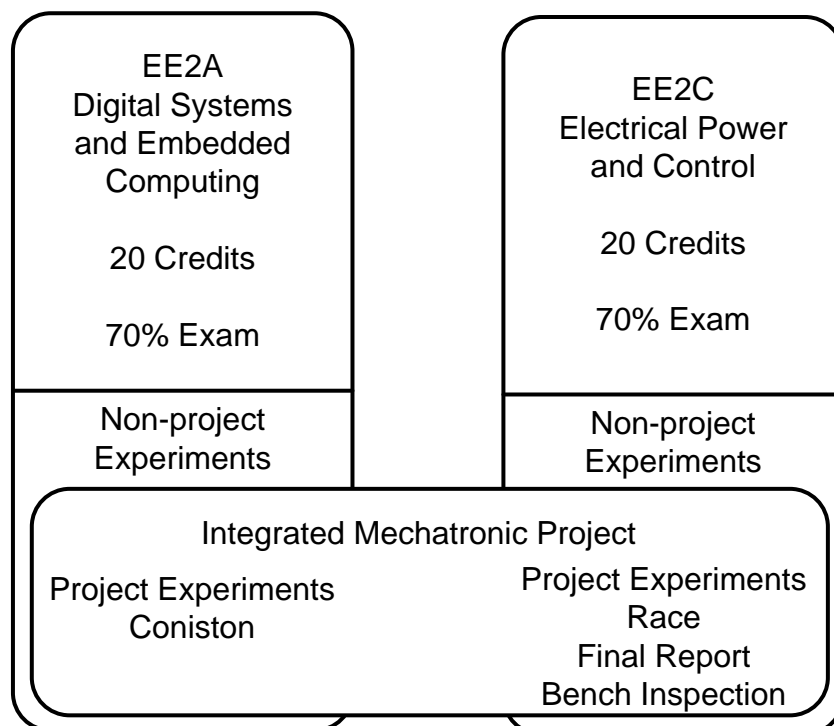 EE2A
Digital Systems
and Embedded
Computing
20 Credits
70% Exam
Non-project
Experiments
EE2C
Electrical Power
and Control
20 Credits
70% Exam
Non-project
Experiments
Integrated Mechatronic Project
Project Experiments
Coniston
Project Experiments
Race
Final Report
Bench Inspection